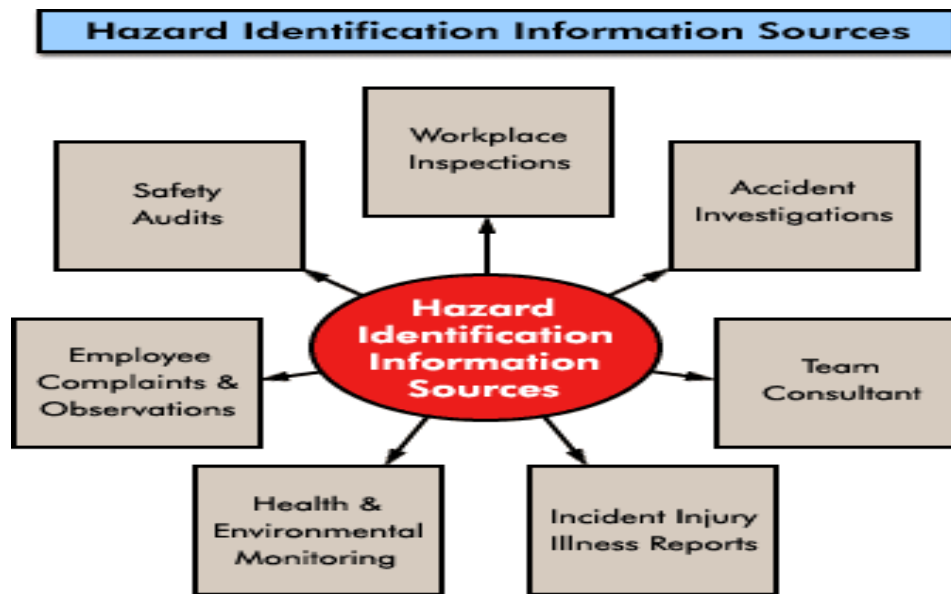 Hazard Identification Information Sources
Workplace
Inspections
Safety
Audits
Accident
Investigations
Hazard
Identification
Information
Sources
Employee
Complaints &
Observations
Team
Consultant
Health &
Environmental
Monitoring
Incident Injury
Illness Reports